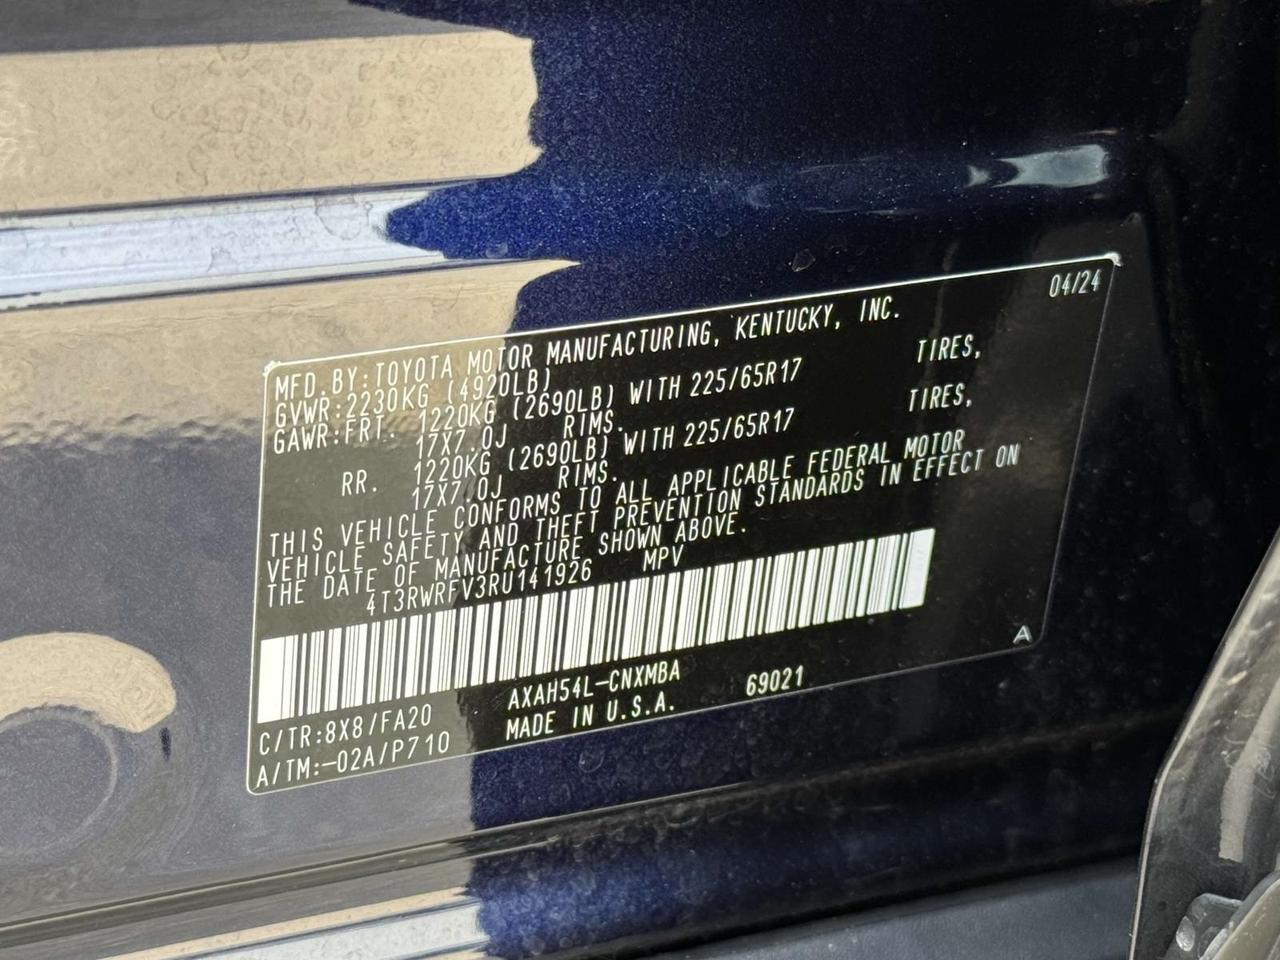 04/24
MFD. BY: TOYOTA MOTOR MANUFACTURING, KENTUCKY, INC.
GVWR:2230KG (4920LB)
GAWR:FRT. 1220KG (2690LB) WITH 225/65R17 TIRES,
17X7.0J RIMS.
RR. 1220KG (2690LB) WITH 225/65R17 TIRES,
17X7.0J RIMS.
THIS VEHICLE CONFORMS TO ALL APPLICABLE FEDERAL MOTOR
VEHICLE SAFETY AND THEFT PREVENTION STANDARDS IN EFFECT ON
THE DATE OF MANUFACTURE SHOWN ABOVE.
4T3RWRFV3RU141926 MPV
A
C/TR:8X8/FA20 AXAH54L-CNXMBA 69021
A/TM:-02A/P710 MADE IN U.S.A.